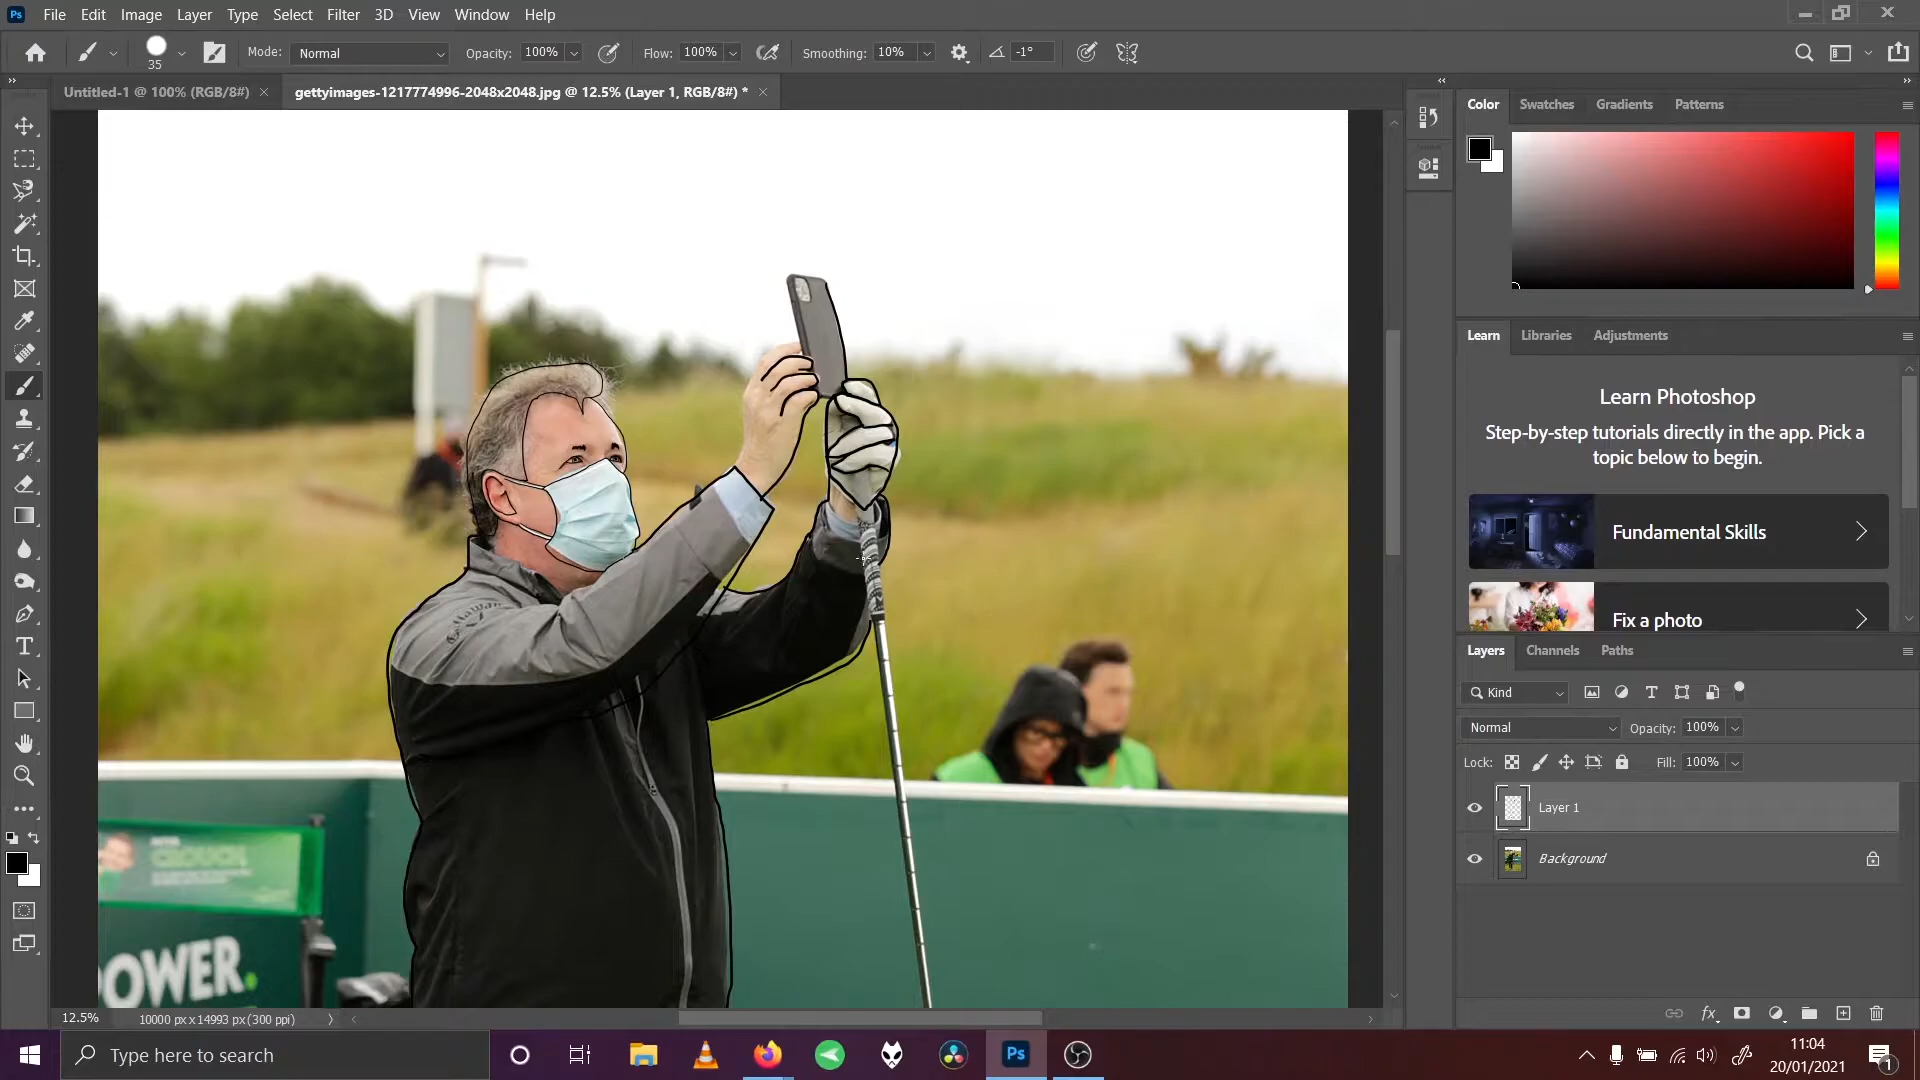 File Edit Image Layer Type Select Filter 3D View Window Help
35 Mode: Normal Opacity: 100% Flow: 100% Smoothing: 10% -1°
Untitled-1 @ 100% (RGB/8#) × gettyimages-1217774996-2048x2048.jpg @ 12.5% (Layer 1, RGB/8#) * ×
Color Swatches Gradients Patterns
Learn Libraries Adjustments
Learn Photoshop
Step-by-step tutorials directly in the app. Pick a
topic below to begin.
Fundamental Skills
Fix a photo
Layers Channels Paths
Kind
Normal Opacity: 100%
Lock: Fill: 100%
Layer 1
Background
Callaway
CROUCH
POWER.
12.5% 10000 px x 14993 px (300 ppi)
Type here to search
Ps
11:04
20/01/2021
1